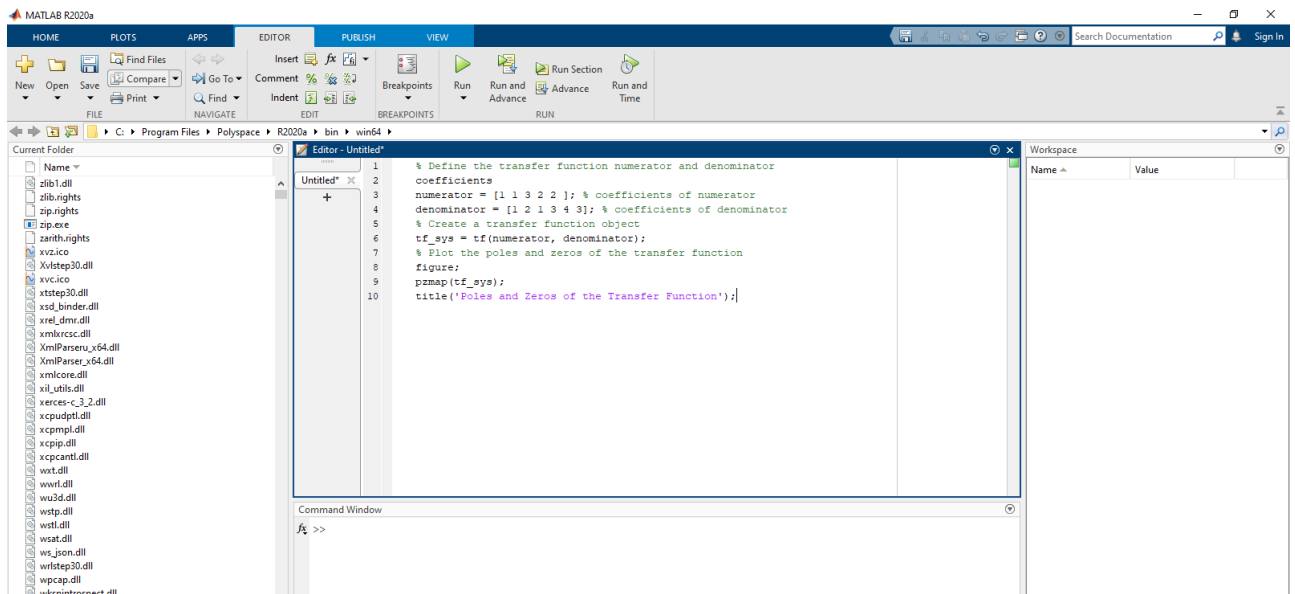 MATLAB R2020a
HOME PLOTS APPS EDITOR PUBLISH VIEW Search Documentation Sign In
New Open Save Find Files Compare Print Go To Find Insert fx Comment % Indent Breakpoints Run Run and Advance Run Section Advance Run and Time
FILE NAVIGATE EDIT BREAKPOINTS RUN
C: Program Files Polyspace R2020a bin win64
Current Folder
Name
zlib1.dll
zlib.rights
zip.rights
zip.exe
zarith.rights
xvz.ico
Xvlstep30.dll
xvc.ico
xtstep30.dll
xsd_binder.dll
xrel_dmr.dll
xmlxrcsc.dll
XmlParseru_x64.dll
XmlParser_x64.dll
xmlcore.dll
xil_utils.dll
xerces-c_3_2.dll
xcpudptl.dll
xcpmpl.dll
xcpip.dll
xcpcantl.dll
wxt.dll
wwrl.dll
wu3d.dll
wstp.dll
wstl.dll
wsat.dll
ws_json.dll
wrlstep30.dll
wpcap.dll
wkspintrospect.dll
Editor - Untitled*
Untitled*
+
1 % Define the transfer function numerator and denominator
2 coefficients
3 numerator = [1 1 3 2 2 ]; % coefficients of numerator
4 denominator = [1 2 1 3 4 3]; % coefficients of denominator
5 % Create a transfer function object
6 tf_sys = tf(numerator, denominator);
7 % Plot the poles and zeros of the transfer function
8 figure;
9 pzmap(tf_sys);
10 title('Poles and Zeros of the Transfer Function');
Command Window
fx >>
Workspace
Name Value